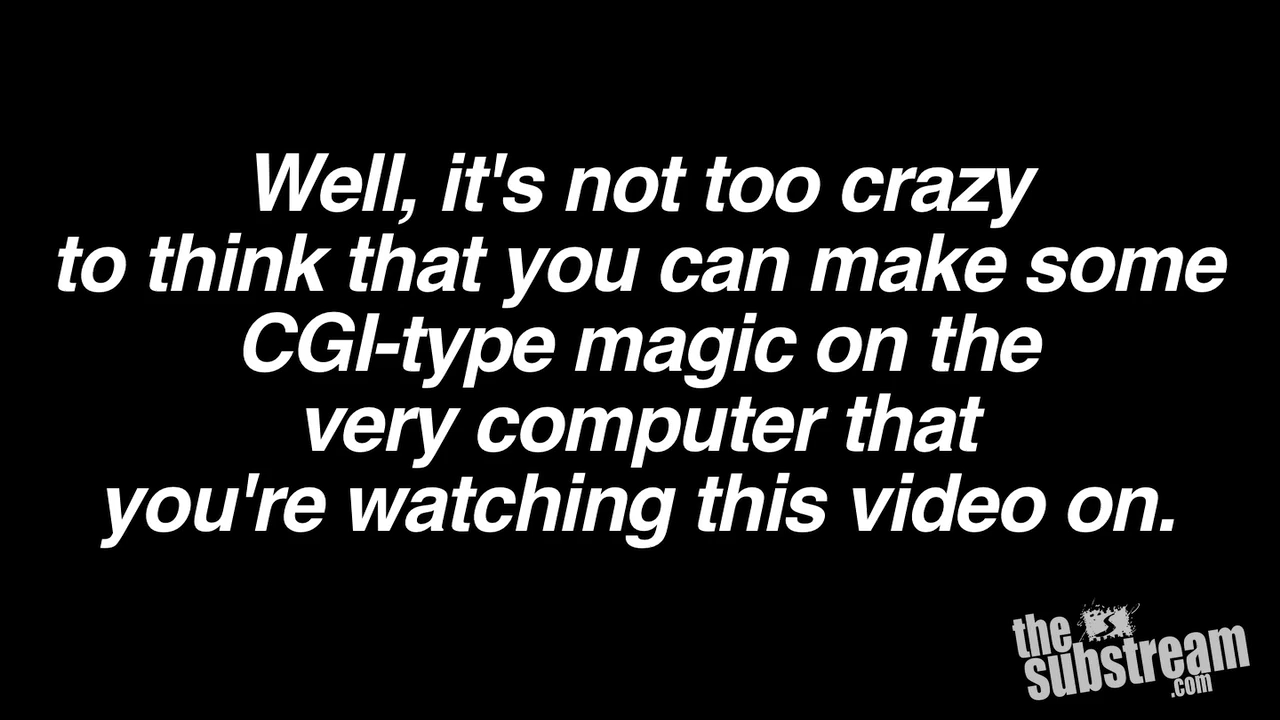 Well, it's not too crazy
to think that you can make some
CGI-type magic on the
very computer that
you're watching this video on.
the
substream
.com